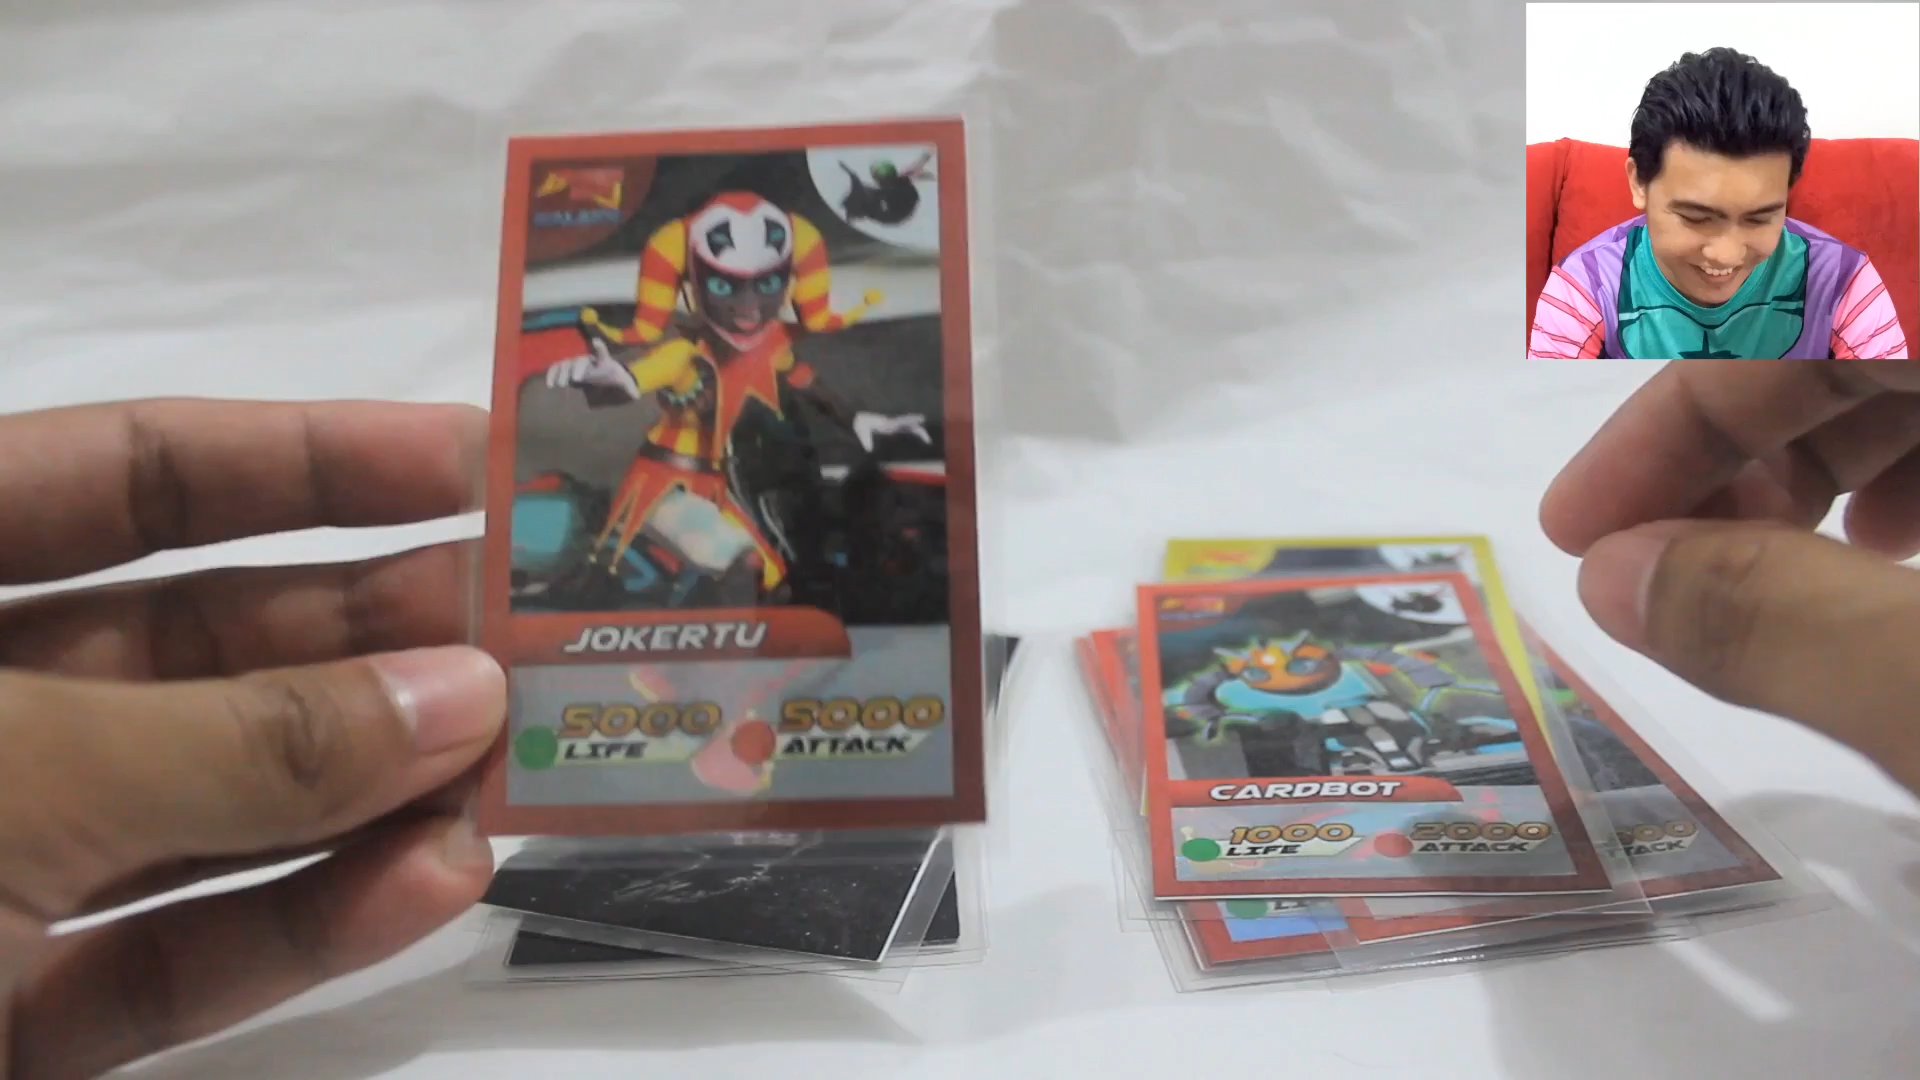 JOKERTU
5000 5000
LIFE ATTACK
CARDBOT
1000 2000
LIFE ATTACK